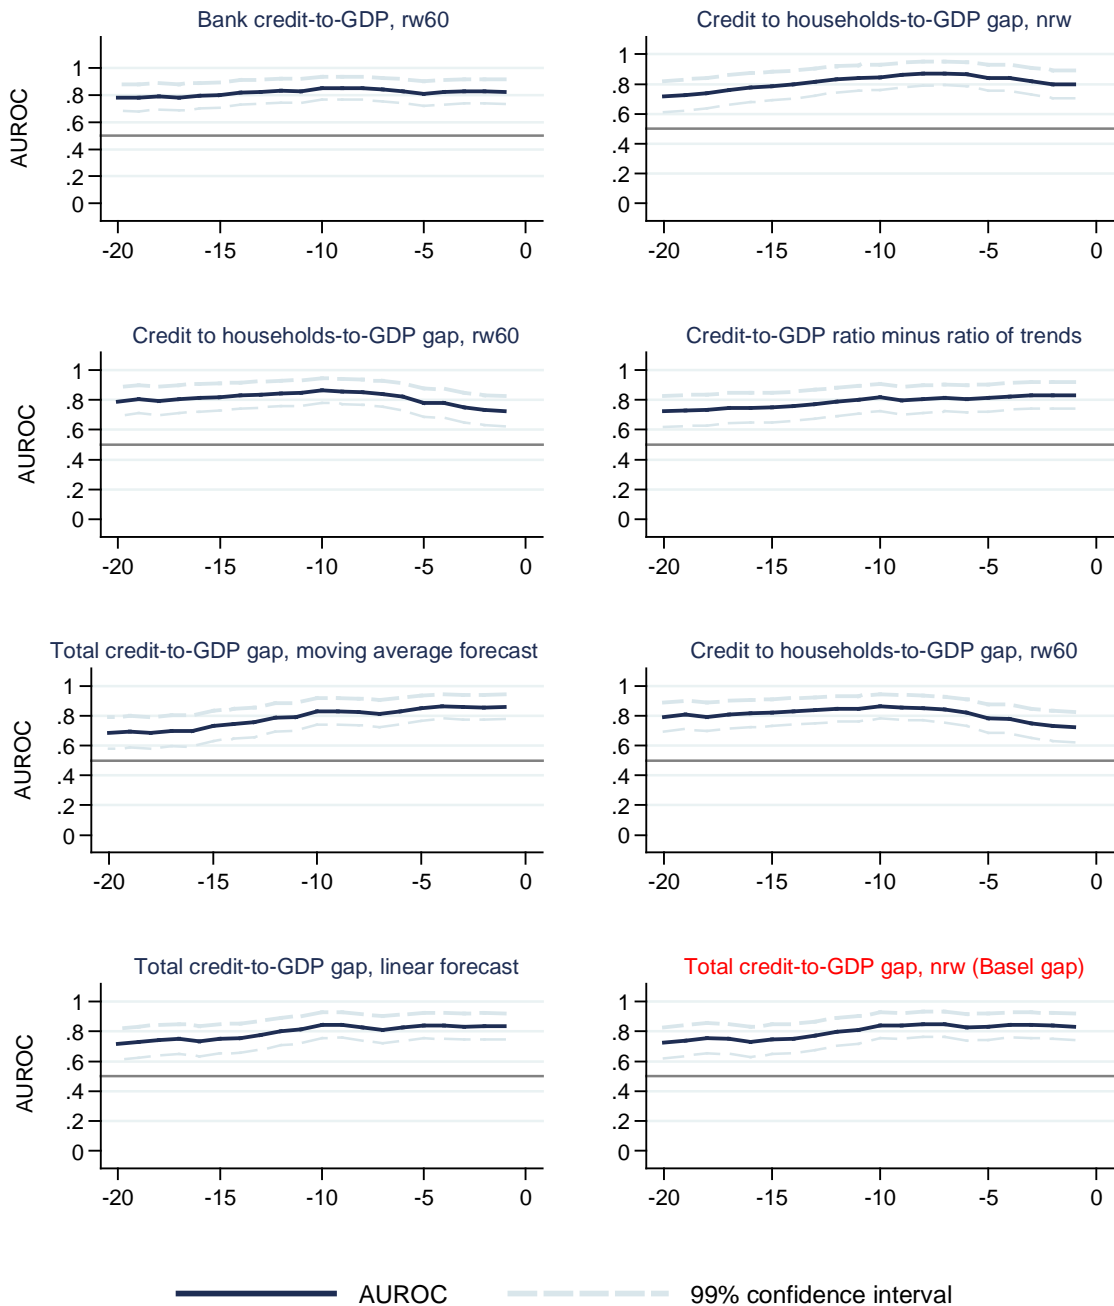 Bank credit-to-GDP, rw60
Credit to households-to-GDP gap, nrw
AUROC
1
.8
.6
.4
.2
0
-20 -15 -10 -5 0
1
.8
.6
.4
.2
0
-20 -15 -10 -5 0
Credit to households-to-GDP gap, rw60
Credit-to-GDP ratio minus ratio of trends
AUROC
1
.8
.6
.4
.2
0
-20 -15 -10 -5 0
1
.8
.6
.4
.2
0
-20 -15 -10 -5 0
Total credit-to-GDP gap, moving average forecast
Credit to households-to-GDP gap, rw60
AUROC
1
.8
.6
.4
.2
0
-20 -15 -10 -5 0
1
.8
.6
.4
.2
0
-20 -15 -10 -5 0
Total credit-to-GDP gap, linear forecast
Total credit-to-GDP gap, nrw (Basel gap)
AUROC
1
.8
.6
.4
.2
0
-20 -15 -10 -5 0
1
.8
.6
.4
.2
0
-20 -15 -10 -5 0
AUROC
99% confidence interval